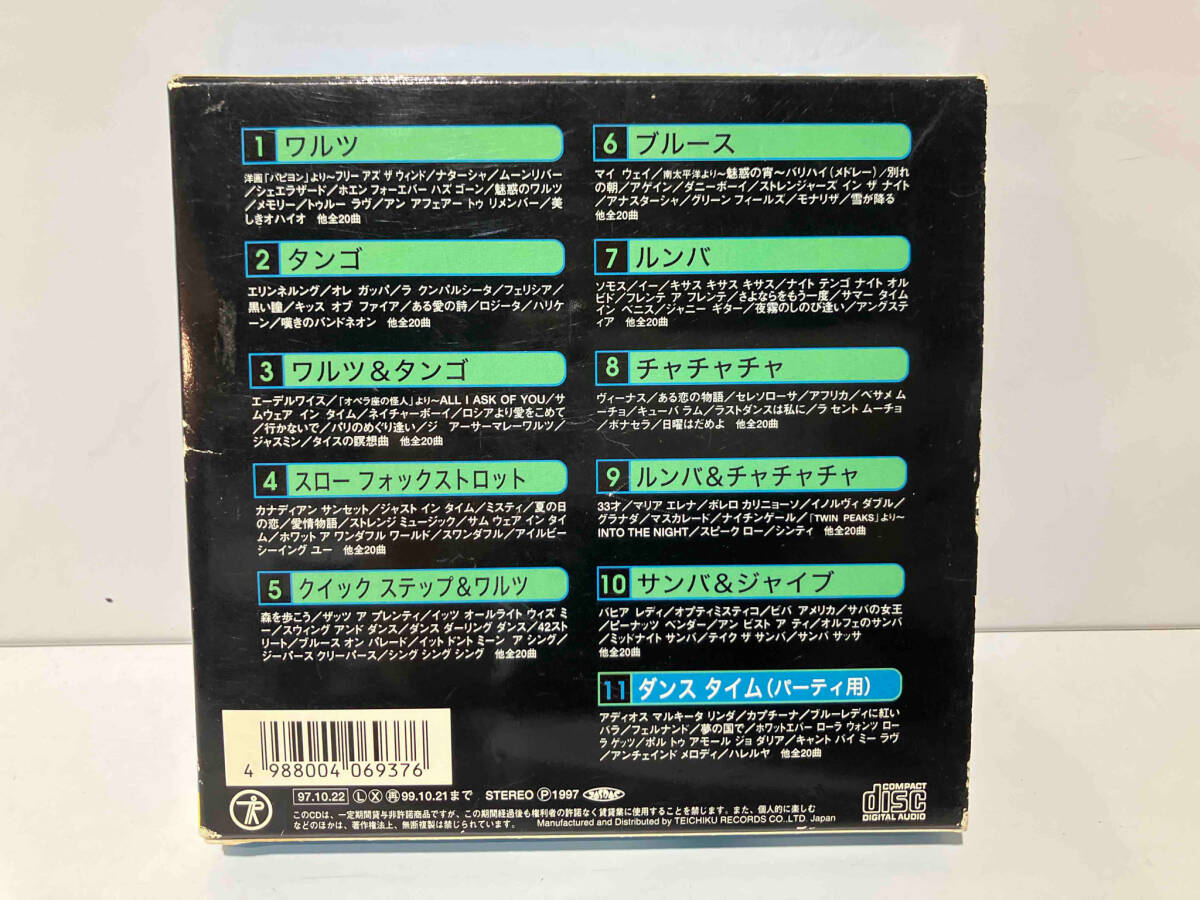 1 ワルツ
洋画「パピヨン」より〜フリー アズ ザ ウィンド/ナターシャ/ムーンリバー
/シェエラザード/ホエン フォーエバー ハズ ゴーン/魅惑のワルツ
/メモリー/トゥルー ラヴ/アン アフェアー トゥ リメンバー/美
しきオハイオ 他全20曲
2 タンゴ
エリンネルング/オレ ガッパ/ラ クンパルシータ/フェリシア/
黒い瞳/キッス オブ ファイア/ある愛の詩/ロジータ/ハリケ
ーン/嘆きのバンドネオン 他全20曲
3 ワルツ&タンゴ
エーデルワイス/「オペラ座の怪人」より〜ALL I ASK OF YOU/サ
ムウェア イン タイム/ネイチャーボーイ/ロシアより愛をこめて
/行かないで/パリのめぐり逢い/ジ アーサーマレーワルツ/
ジャスミン/タイスの瞑想曲 他全20曲
4 スロー フォックストロット
カナディアン サンセット/ジャスト イン タイム/ミスティ/夏の日
の恋/愛情物語/ストレンジ ミュージック/サム ウェア イン タイ
ム/ホワット ア ワンダフル ワールド/スワンダフル/アイルビー
シーイング ユー 他全20曲
5 クイック ステップ&ワルツ
森を歩こう/ザッツ ア プレンティ/イッツ オールライト ウィズ ミ
ー/スウィング アンド ダンス/ダンス ダーリング ダンス/42スト
リート/ブルース オン パレード/イット ドント ミーン ア シング/
ジーパース クリーパース/シング シング シング 他全20曲
6 ブルース
マイ ウェイ/南太平洋より〜魅惑の宵〜バリハイ(メドレー)/別れ
の朝/アゲイン/ダニーボーイ/ストレンジャーズ イン ザ ナイト
/アナスターシャ/グリーン フィールズ/モナリザ/雪が降る
他全20曲
7 ルンバ
ソモス/イー/キサス キサス キサス/ナイト テンゴ ナイト オル
ビド/フレンテ ア フレンテ/さよならをもう一度/サマー タイム
イン ベニス/ジャニー ギター/夜霧のしのび逢い/アングステ
ィア 他全20曲
8 チャチャチャ
ヴィーナス/ある恋の物語/セレソローサ/アフリカ/ベサメ ム
ーチョ/キューバ ラム/ラストダンスは私に/ラ セント ムーチョ
/ボナセラ/日曜はだめよ 他全20曲
9 ルンバ&チャチャチャ
33才/マリア エレナ/ボレロ カリニョーソ/イノルヴィ ダブル/
グラナダ/マスカレード/ナイチンゲール/「TWIN PEAKS」より〜
INTO THE NIGHT/スピーク ロー/シンティ 他全20曲
10 サンバ&ジャイブ
バヒア レディ/オプティミスティコ/ビバ アメリカ/サバの女王
/ピーナッツ ベンダー/アン ビスト ア ティ/オルフェのサンバ
/ミッドナイト サンバ/テイク ザ サンバ/サンバ サッサ
他全20曲
11 ダンス タイム(パーティ用)
アディオス マルキータ リンダ/カプチーナ/ブルーレディに紅い
バラ/フェルナンド/夢の国で/ホワットエバー ローラ ウォンツ ロー
ラ ゲッツ/ポル トゥ アモール ジョ ダリア/キャント バイ ミー ラヴ
/アンチェインド メロディ/ハレルヤ 他全20曲
4 988004 069376
97.10.22 Ⓛ Ⓧ 再 99.10.21まで STEREO Ⓟ1997 JASRAC
このCDは、一定期間貸与非許諾商品ですが、この期間経過後も権利者の許諾なく賃貸業に使用することを禁じます。また、個人的に楽しむ
などのほかは、著作権法上、無断複製は禁じられています。 Manufactured and Distributed by TEICHIKU RECORDS CO.,LTD. Japan
COMPACT
disc
DIGITAL AUDIO